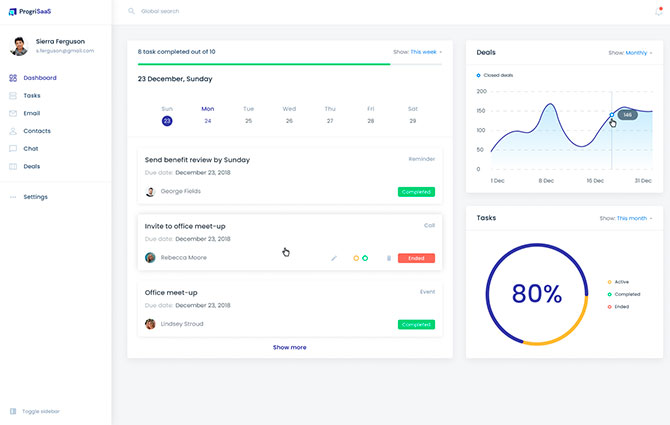 ProgriSaaS
Global search
Sierra Ferguson
s.ferguson@gmail.com
Dashboard
Tasks
Email
Contacts
Chat
Deals
Settings
Toggle sidebar
8 task completed out of 10
Show: This week
23 December, Sunday
Sun Mon Tue Wed Thu Fri Sat
23 24 25 26 27 28 29
Send benefit review by Sunday
Reminder
Due date: December 23, 2018
George Fields
Completed
Invite to office meet-up
Call
Due date: December 23, 2018
Rebecca Moore
Ended
Office meet-up
Event
Due date: December 23, 2018
Lindsey Stroud
Completed
Show more
Deals
Show: Monthly
Closed deals
200
150
100
50
0
146
1 Dec 8 Dec 16 Dec 31 Dec
Tasks
Show: This month
80%
Active
Completed
Ended